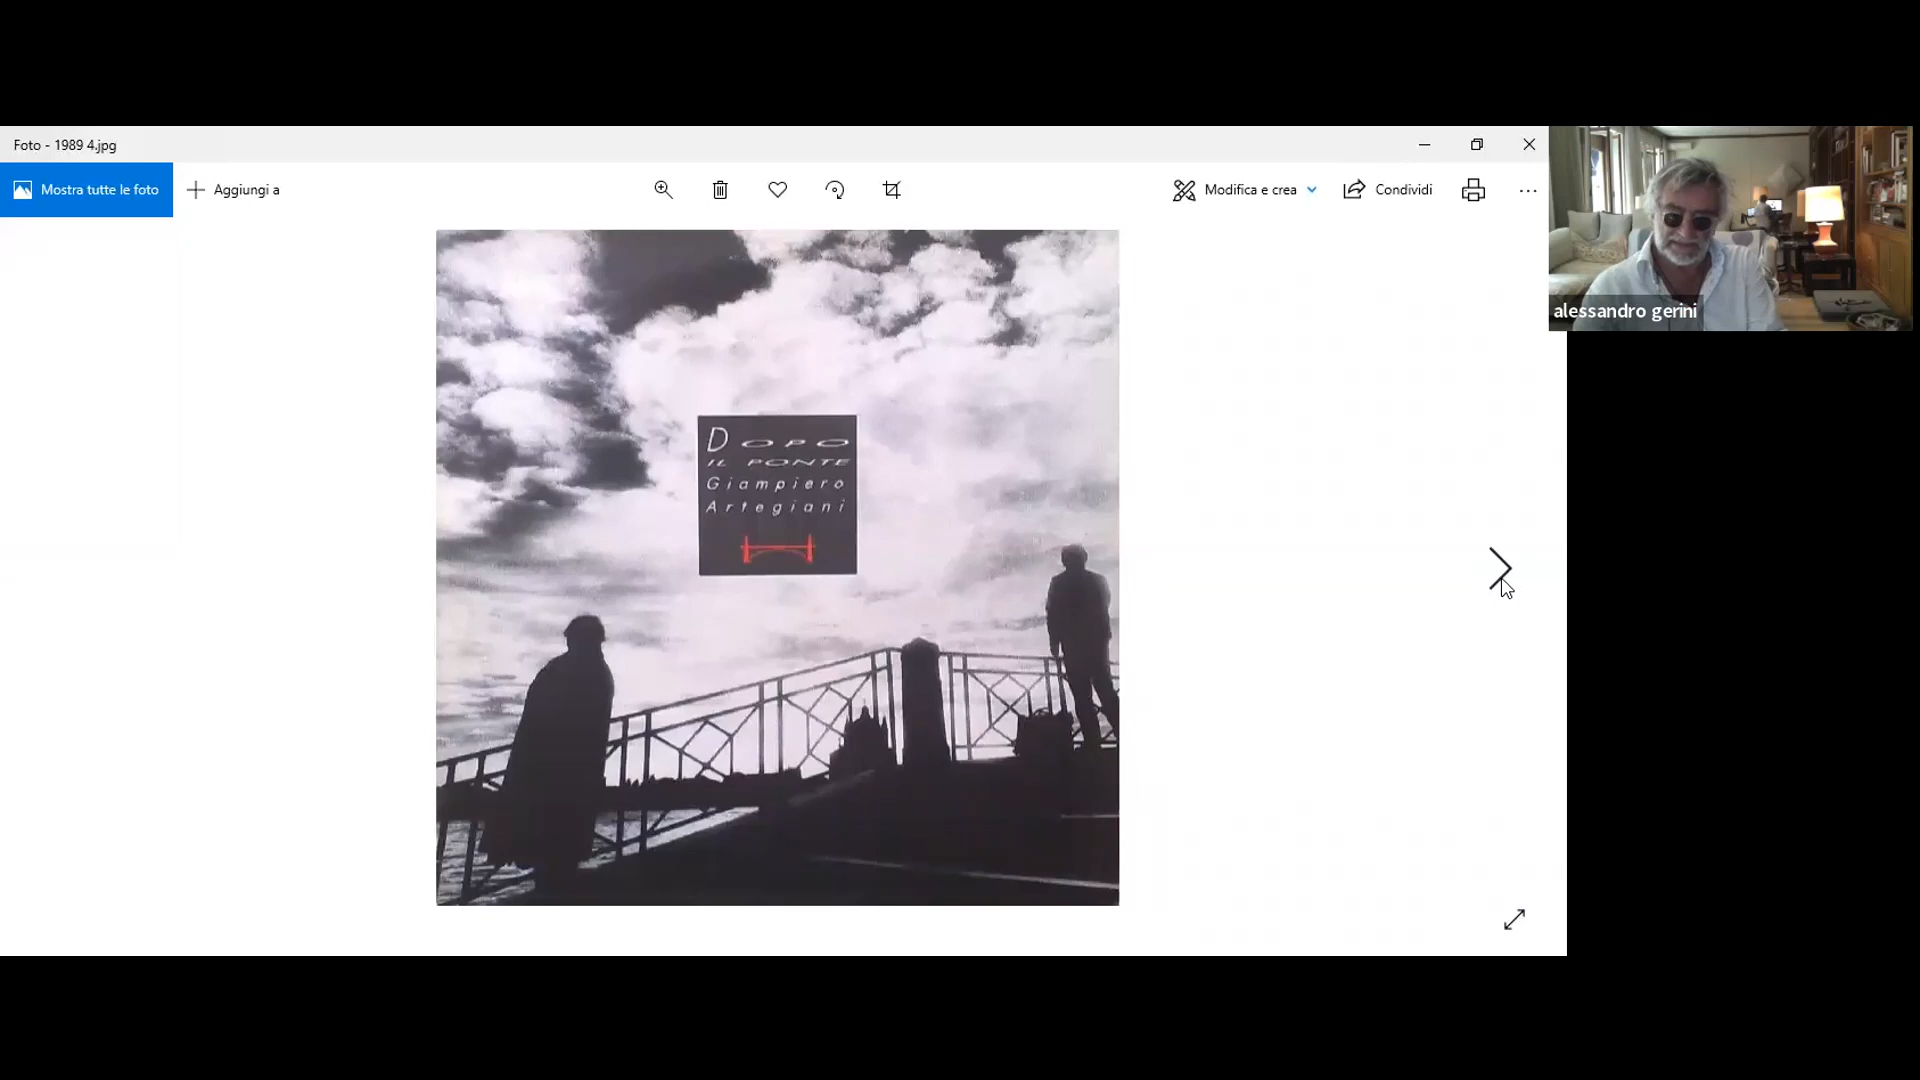 Foto - 1989 4.jpg
Mostra tutte le foto
Aggiungi a
Modifica e crea
Condividi
alessandro gerini
Dopo
IL PONTE
Giampiero
Artegiani